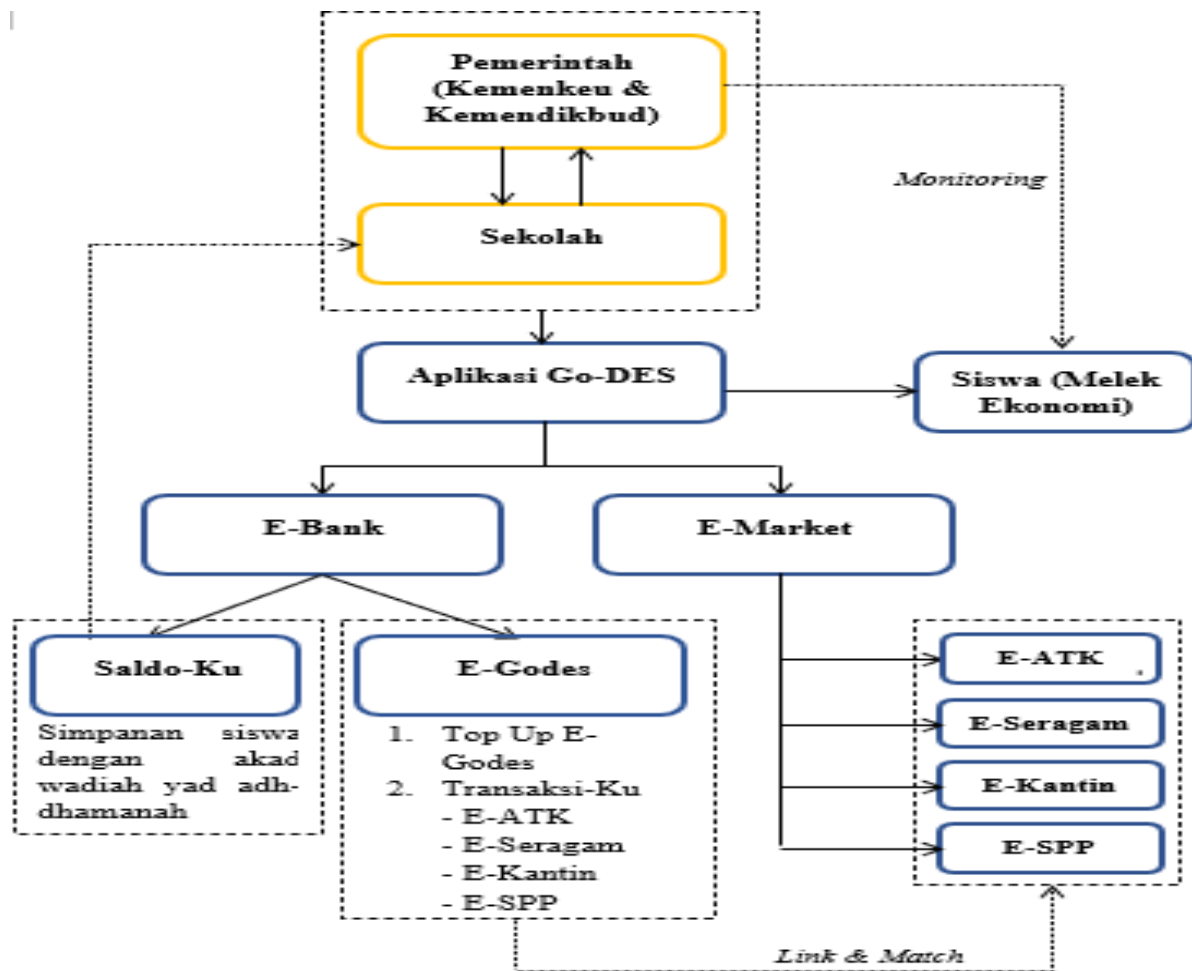 Pemerintah
(Kemenkeu &
Kemendikbud)
Monitoring
Sekolah
Aplikasi Go-DES
Siswa (Melek
Ekonomi)
E-Bank
E-Market
Saldo-Ku
Simpanan siswa
dengan akad
wadiah yad adh-
dhamanah
E-Godes
1. Top Up E-
Godes
2. Transaksi-Ku
- E-ATK
- E-Seragam
- E-Kantin
- E-SPP
E-ATK
E-Seragam
E-Kantin
E-SPP
Link & Match